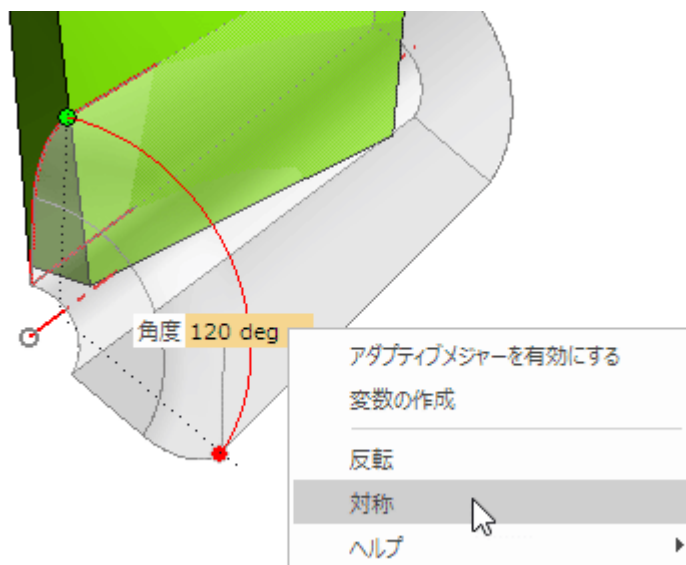 角度 120 deg
アダプティブメジャーを有効にする
変数の作成
反転
対称
ヘルプ